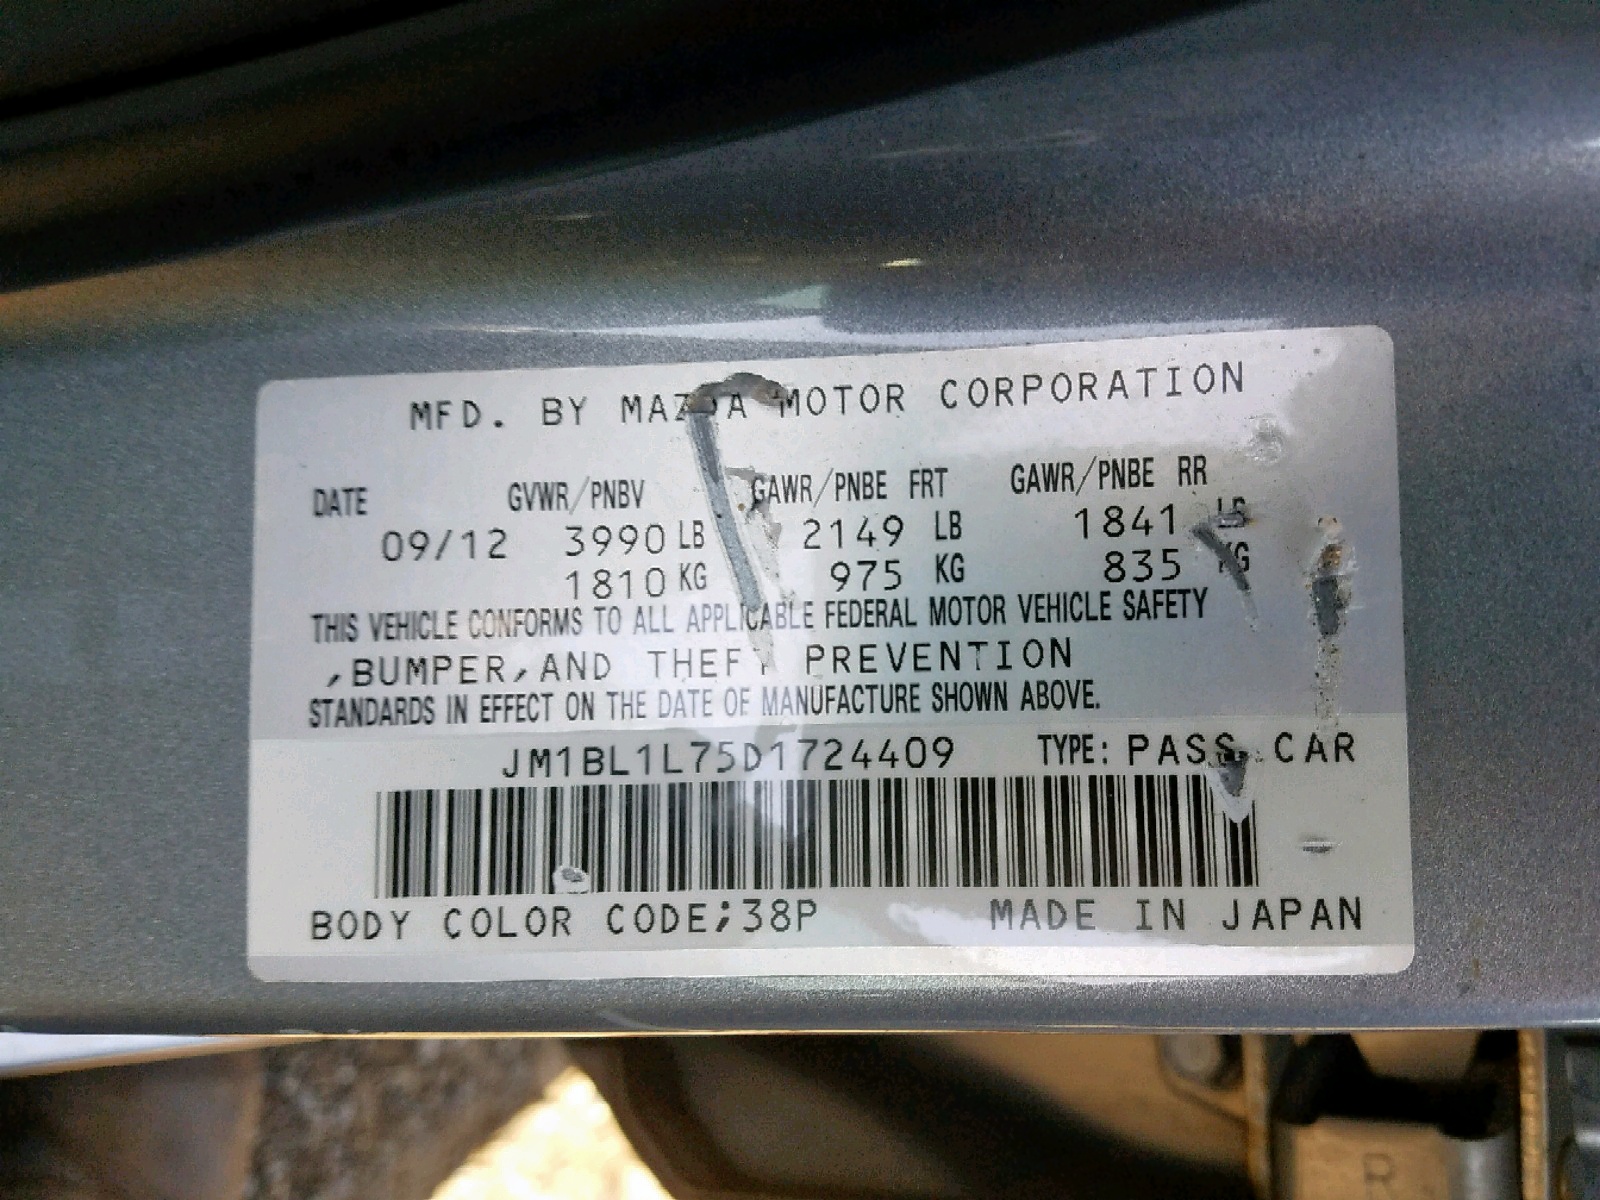 MFD. BY MAZDA MOTOR CORPORATION
DATE GVWR/PNBV GAWR/PNBE FRT GAWR/PNBE RR
09/12 3990 LB 2149 LB 1841 LB
1810 KG 975 KG 835 KG
THIS VEHICLE CONFORMS TO ALL APPLICABLE FEDERAL MOTOR VEHICLE SAFETY
,BUMPER,AND THEFT PREVENTION
STANDARDS IN EFFECT ON THE DATE OF MANUFACTURE SHOWN ABOVE.
JM1BL1L75D1724409 TYPE: PASS. CAR
BODY COLOR CODE;38P MADE IN JAPAN
R